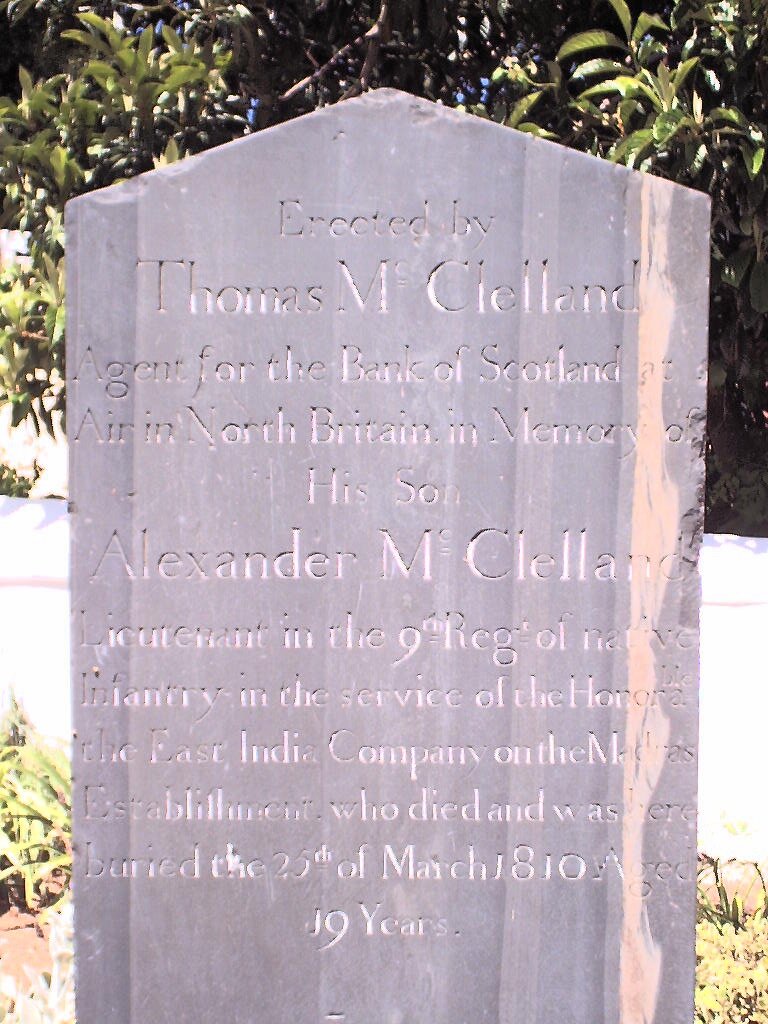 Erected by
Thomas Mc Clelland
Agent for the Bank of Scotland at
Air in North Britain. in Memory of
His Son
Alexander Mc Clelland
Lieutenant in the 9th Regt of native
Infantry in the service of the Honorable
the East India Company on the Madras
Establiſhment. who died and was here
buried the 25th of March 1810. Aged
19 Years.